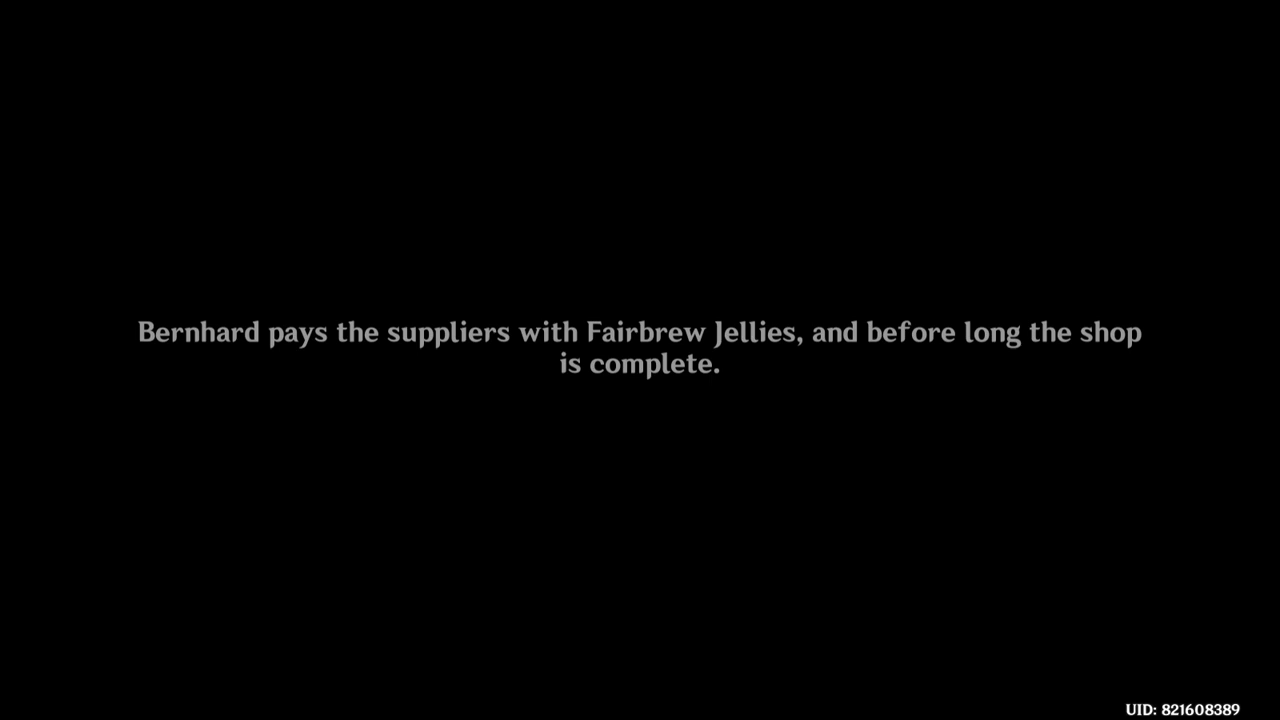 Bernhard pays the suppliers with Fairbrew Jellies, and before long the shop
is complete.
UID: 821608389